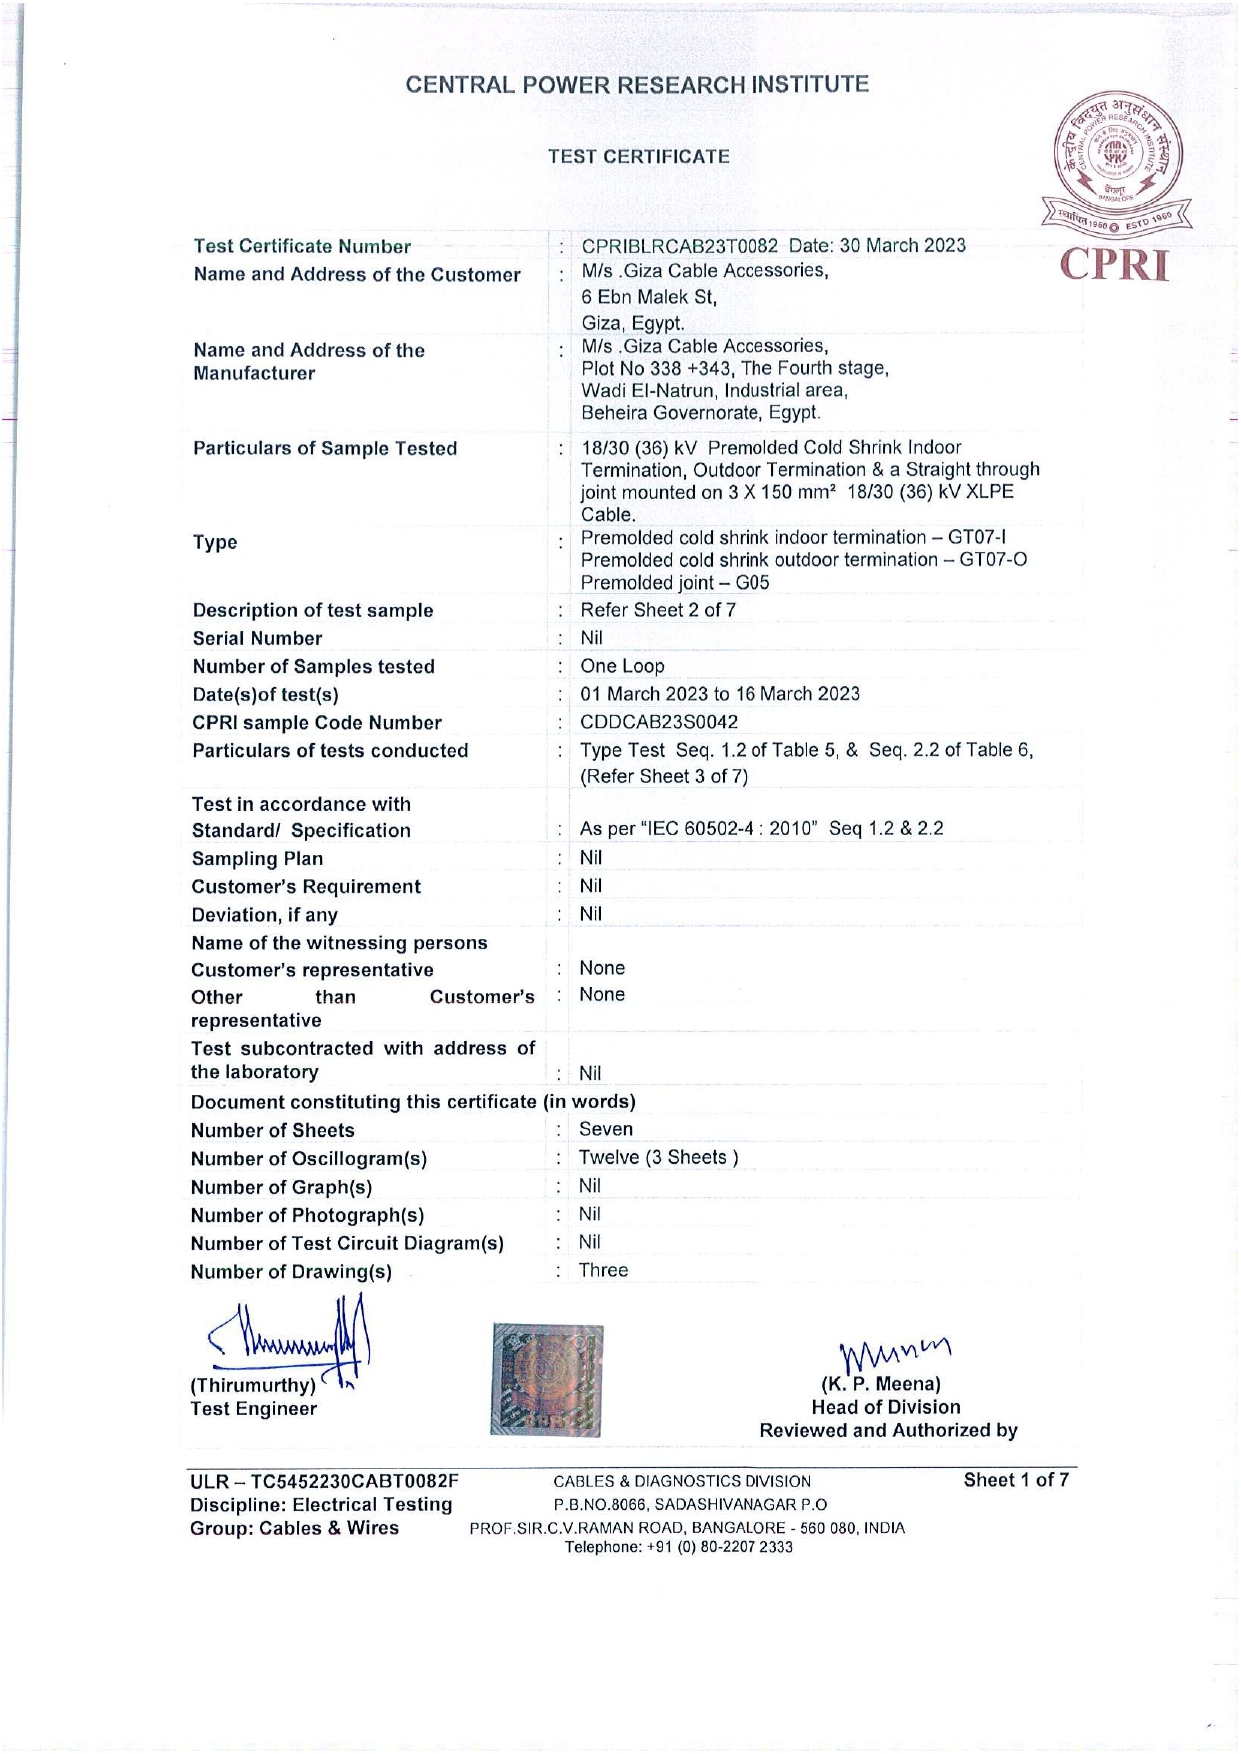 CENTRAL POWER RESEARCH INSTITUTE
TEST CERTIFICATE
केन्द्रीय विद्युत अनुसंधान संस्थान
CENTRAL POWER RESEARCH INSTITUTE
बेंगलूर
BANGALORE
स्थापित 1960 ESTD 1960
CPRI
Test Certificate Number : CPRIBLRCAB23T0082 Date: 30 March 2023
Name and Address of the Customer : M/s .Giza Cable Accessories,
6 Ebn Malek St,
Giza, Egypt.
Name and Address of the Manufacturer : M/s .Giza Cable Accessories,
Plot No 338 +343, The Fourth stage,
Wadi El-Natrun, Industrial area,
Beheira Governorate, Egypt.
Particulars of Sample Tested : 18/30 (36) kV Premolded Cold Shrink Indoor
Termination, Outdoor Termination & a Straight through
joint mounted on 3 X 150 mm² 18/30 (36) kV XLPE
Cable.
Type : Premolded cold shrink indoor termination – GT07-I
Premolded cold shrink outdoor termination – GT07-O
Premolded joint – G05
Description of test sample : Refer Sheet 2 of 7
Serial Number : Nil
Number of Samples tested : One Loop
Date(s)of test(s) : 01 March 2023 to 16 March 2023
CPRI sample Code Number : CDDCAB23S0042
Particulars of tests conducted : Type Test Seq. 1.2 of Table 5, & Seq. 2.2 of Table 6,
(Refer Sheet 3 of 7)
Test in accordance with
Standard/ Specification : As per “IEC 60502-4 : 2010” Seq 1.2 & 2.2
Sampling Plan : Nil
Customer's Requirement : Nil
Deviation, if any : Nil
Name of the witnessing persons
Customer's representative : None
Other than Customer's : None
representative
Test subcontracted with address of
the laboratory : Nil
Document constituting this certificate (in words)
Number of Sheets : Seven
Number of Oscillogram(s) : Twelve (3 Sheets )
Number of Graph(s) : Nil
Number of Photograph(s) : Nil
Number of Test Circuit Diagram(s) : Nil
Number of Drawing(s) : Three
(Thirumurthy)
Test Engineer
(K. P. Meena)
Head of Division
Reviewed and Authorized by
ULR – TC5452230CABT0082F CABLES & DIAGNOSTICS DIVISION Sheet 1 of 7
Discipline: Electrical Testing P.B.NO.8066, SADASHIVANAGAR P.O
Group: Cables & Wires PROF.SIR.C.V.RAMAN ROAD, BANGALORE - 560 080, INDIA
Telephone: +91 (0) 80-2207 2333